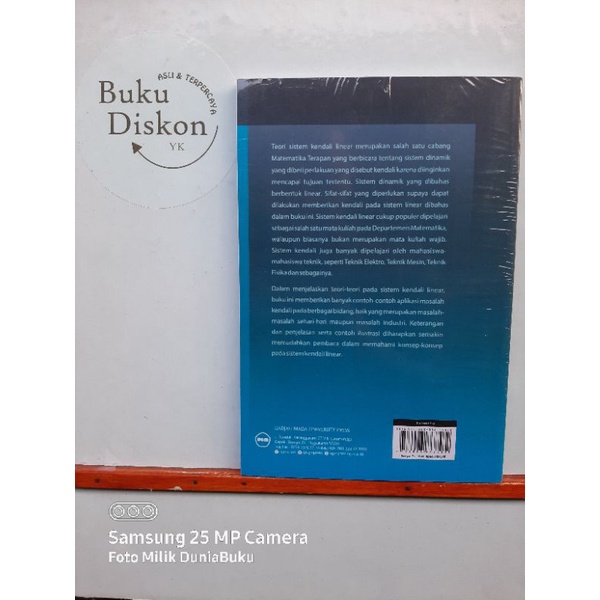 ASLI & TERPERCAYA
Buku
Diskon
YK
Teori sistem kendali linear merupakan salah satu cabang
Matematika Terapan yang berbicara tentang sistem dinamik
yang diberi perlakuan yang disebut kendali karena diinginkan
mencapai tujuan tertentu. Sistem dinamik yang dibahas
berbentuk linear. Sifat-sifat yang diperlukan supaya dapat
dilakukan memberikan kendali pada sistem linear dibahas
dalam buku ini. Sistem kendali linear cukup populer dipelajari
sebagai salah satu mata kuliah pada Departemen Matematika,
walaupun biasanya bukan merupakan mata kuliah wajib.
Sistem kendali juga banyak dipelajari oleh mahasiswa-
mahasiswa teknik, seperti Teknik Elektro, Teknik Mesin, Teknik
Fisika dan sebagainya.
Dalam menjelaskan teori-teori pada sistem kendali linear,
buku ini memberikan banyak contoh-contoh aplikasi masalah
kendali pada berbagai bidang, baik yang merupakan masalah-
masalah sehari-hari maupun masalah industri. Keterangan
dan penjelasan serta contoh ilustrasi diharapkan semakin
memudahkan pembaca dalam memahami konsep-konsep
pada sistem kendali linear.
GADJAH MADA UNIVERSITY PRESS
Samsung 25 MP Camera
Foto Milik DuniaBuku